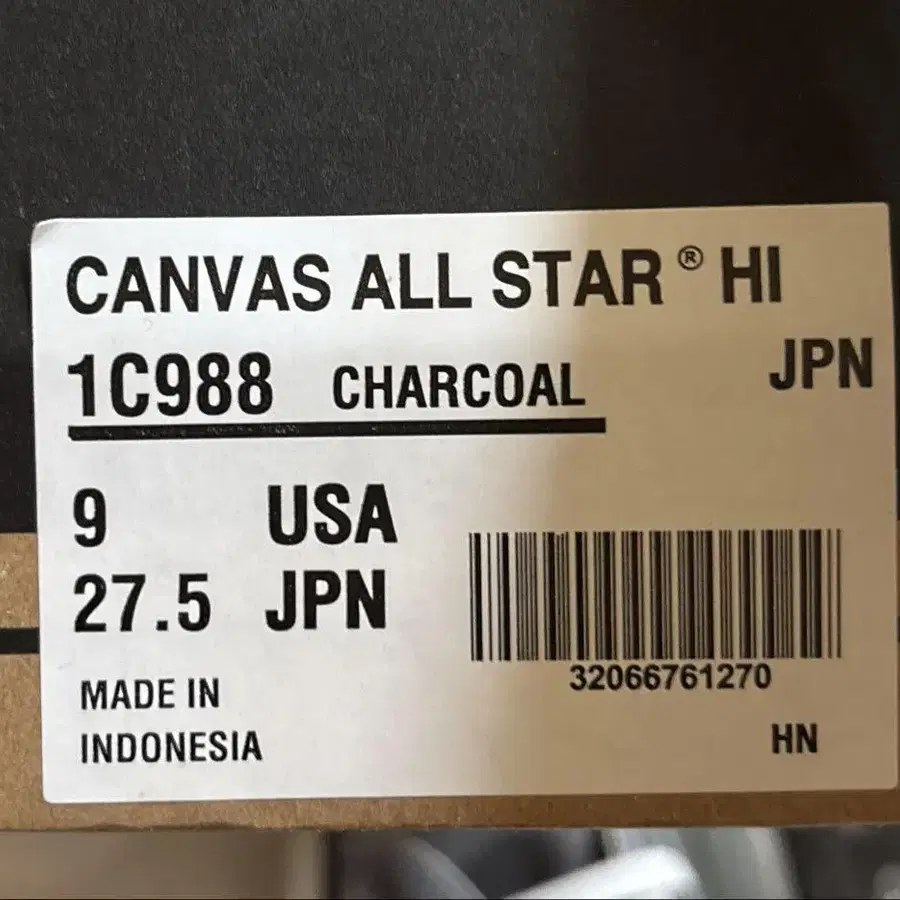 CANVAS ALL STAR® HI
1C988 CHARCOAL JPN
9 USA
27.5 JPN
32066761270
MADE IN
INDONESIA
HN